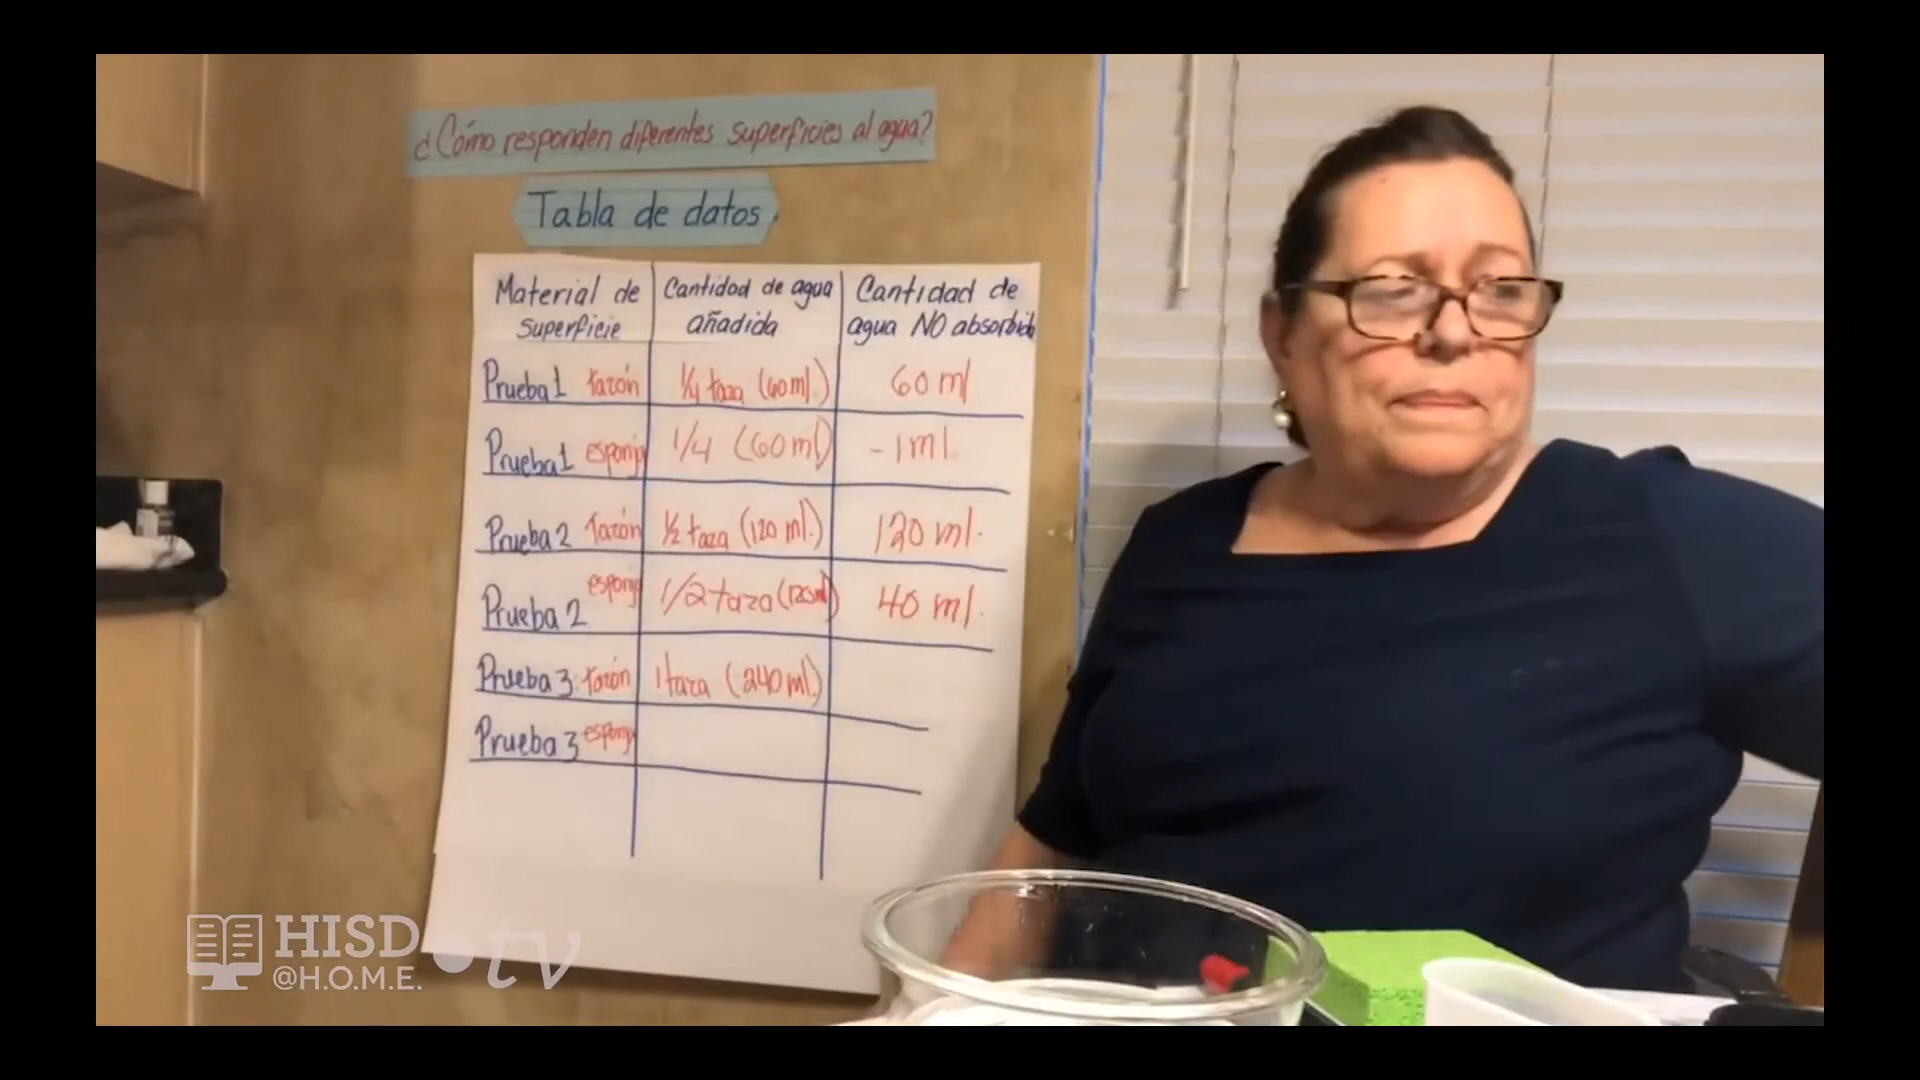 ¿Cómo responden diferentes superficies al agua?
Tabla de datos
Material de superficie
Cantidad de agua añadida
Cantidad de agua NO absorbida
Prueba 1 tazón
1/4 taza (60 ml.)
60 ml
Prueba 1 esponja
1/4 (60 ml)
- 1 ml.
Prueba 2 tazón
1/2 taza (120 ml.)
120 ml.
Prueba 2 esponja
1/2 taza (120ml)
40 ml.
Prueba 3: tazón
1 taza (240 ml.)
Prueba 3 esponja
HISD
@H.O.M.E.
.tv